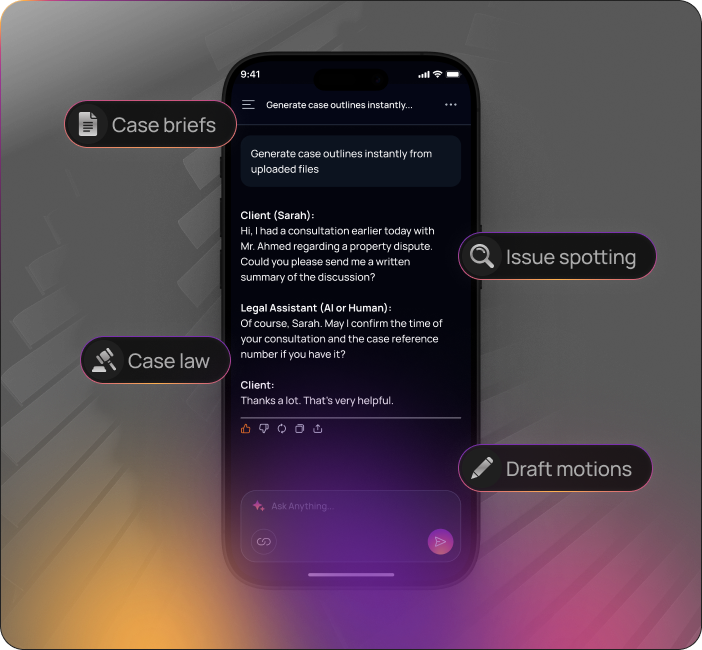 9:41
Generate case outlines instantly...
Case briefs
Generate case outlines instantly from
uploaded files
Client (Sarah):
Hi, I had a consultation earlier today with
Mr. Ahmed regarding a property dispute.
Could you please send me a written
summary of the discussion?
Issue spotting
Legal Assistant (AI or Human):
Of course, Sarah. May I confirm the time of
your consultation and the case reference
number if you have it?
Case law
Client:
Thanks a lot. That's very helpful.
Draft motions
Ask Anything...